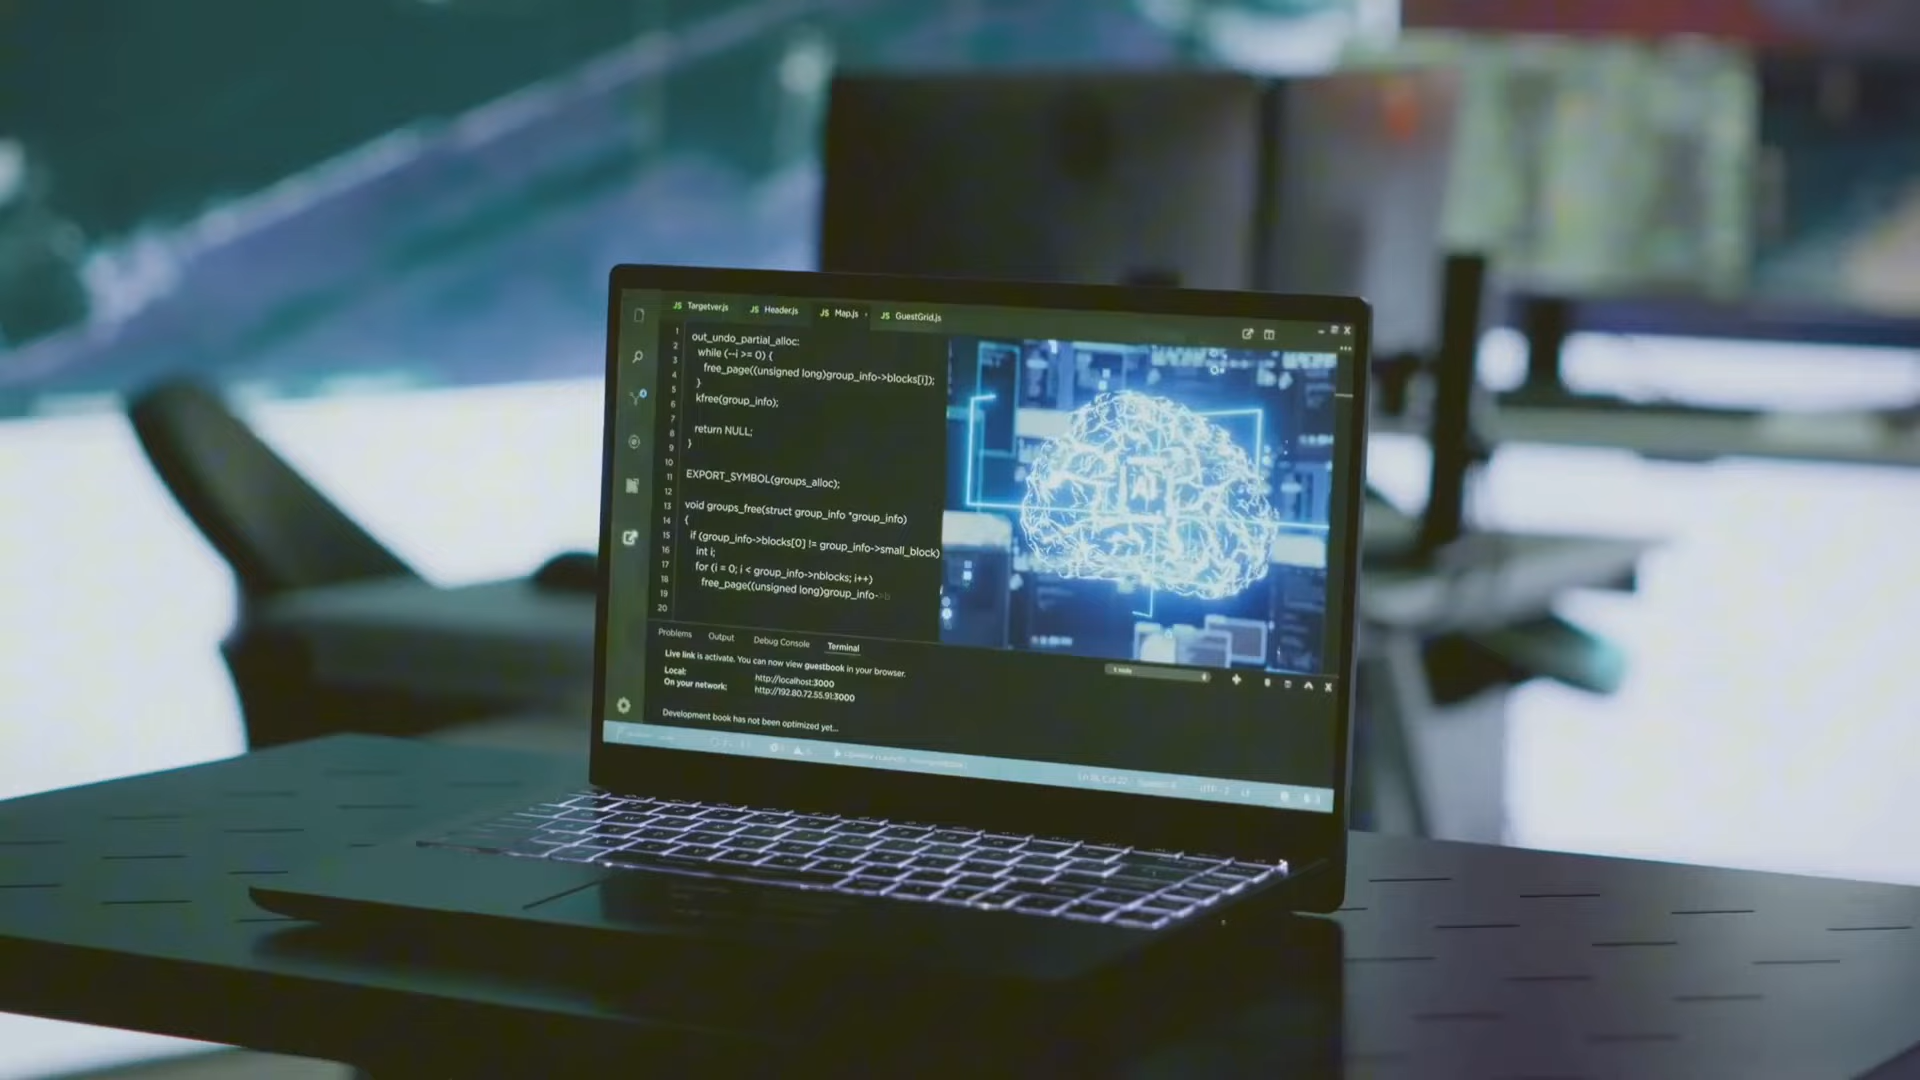 JS Targetver.js JS Header.js JS Map.js JS GuestGrid.js
1
2
3
4
5
6
7
8
9
10
11
12
13
14
15
16
17
18
19
20
out_undo_partial_alloc:
while (--i >= 0) {
free_page((unsigned long)group_info->blocks[i]);
}
kfree(group_info);
return NULL;
}
EXPORT_SYMBOL(groups_alloc);
void groups_free(struct group_info *group_info)
{
if (group_info->blocks[0] != group_info->small_block)
int i;
for (i = 0; i < group_info->nblocks; i++)
free_page((unsigned long)group_info->b
AI
Problems Output Debug Console Terminal
Live link is activate. You can now view guestbook in your browser.
Local: http://localhost:3000
On your network: http://192.80.72.55.91:3000
Development book has not been optimized yet...